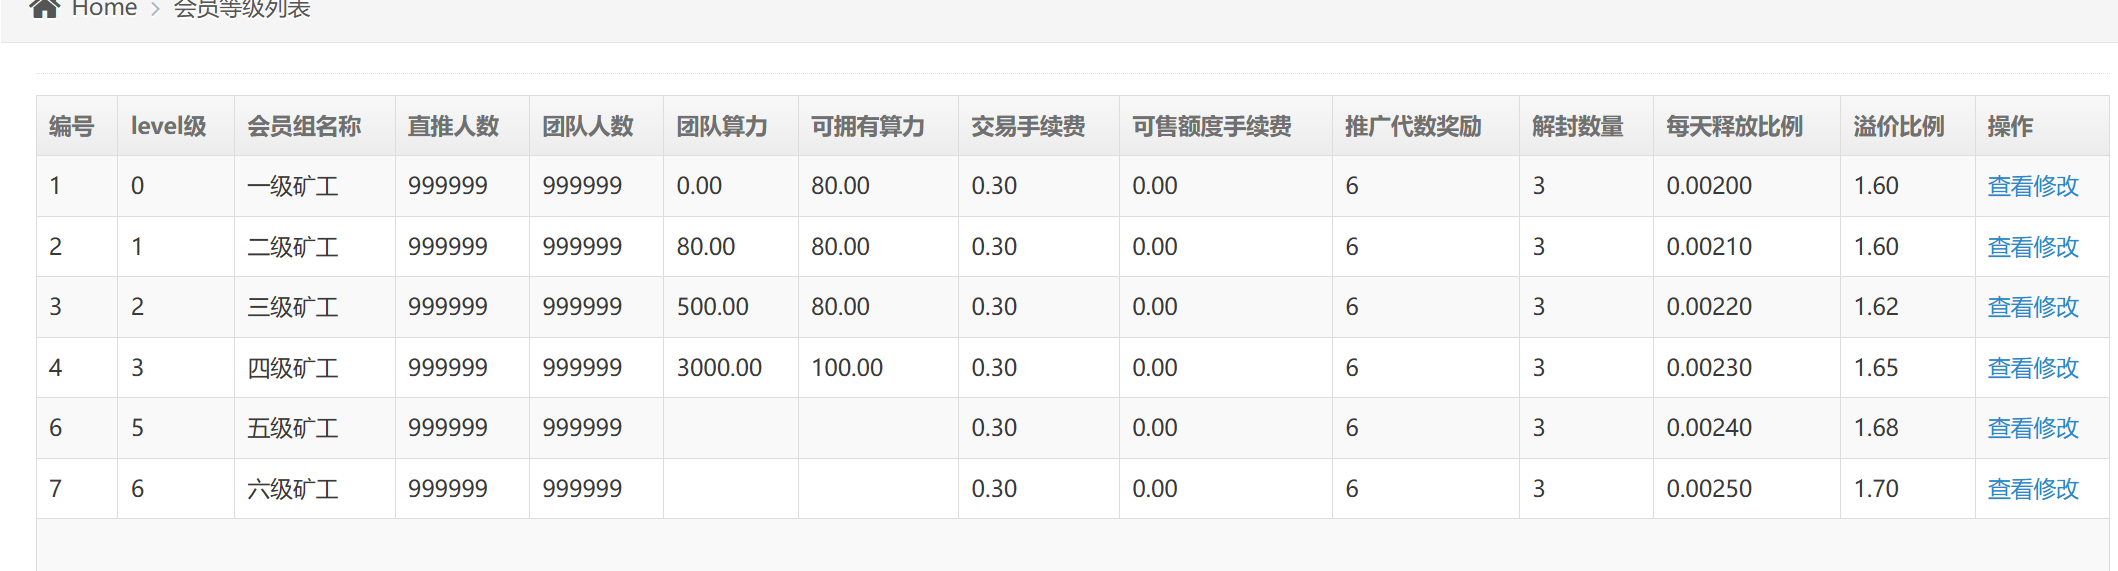 Home > 会员等级列表
编号 level级 会员组名称 直推人数 团队人数 团队算力 可拥有算力 交易手续费 可售额度手续费 推广代数奖励 解封数量 每天释放比例 溢价比例 操作
1 0 一级矿工 999999 999999 0.00 80.00 0.30 0.00 6 3 0.00200 1.60 查看修改
2 1 二级矿工 999999 999999 80.00 80.00 0.30 0.00 6 3 0.00210 1.60 查看修改
3 2 三级矿工 999999 999999 500.00 80.00 0.30 0.00 6 3 0.00220 1.62 查看修改
4 3 四级矿工 999999 999999 3000.00 100.00 0.30 0.00 6 3 0.00230 1.65 查看修改
6 5 五级矿工 999999 999999 0.30 0.00 6 3 0.00240 1.68 查看修改
7 6 六级矿工 999999 999999 0.30 0.00 6 3 0.00250 1.70 查看修改